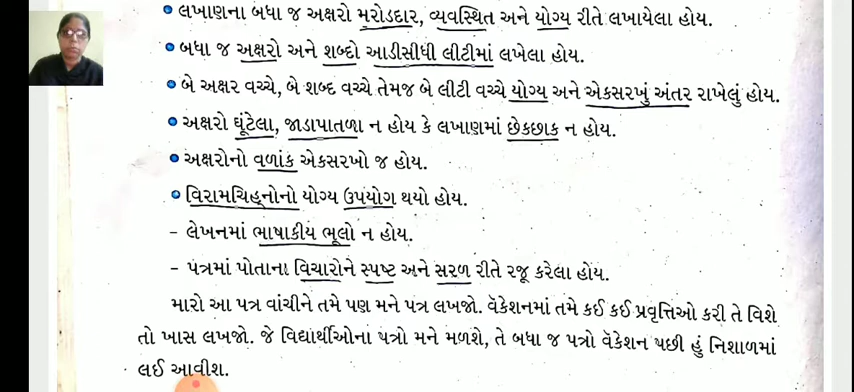 • લખાણના બધા જ અક્ષરો મરોડદાર, વ્યવસ્થિત અને યોગ્ય રીતે લખાયેલા હોય.
• બધા જ અક્ષરો અને શબ્દો આડીસીધી લીટીમાં લખેલા હોય.
• બે અક્ષર વચ્ચે, બે શબ્દ વચ્ચે તેમજ બે લીટી વચ્ચે યોગ્ય અને એકસરખું અંતર રાખેલું હોય.
• અક્ષરો ઘૂંટેલા, જાડાપાતળા ન હોય કે લખાણમાં છેકછાક ન હોય.
• અક્ષરોનો વળાંક એકસરખો જ હોય.
• વિરામચિહ્નોનો યોગ્ય ઉપયોગ થયો હોય.
- લેખનમાં ભાષાકીય ભૂલો ન હોય.
- પત્રમાં પોતાના વિચારોને સ્પષ્ટ અને સરળ રીતે રજૂ કરેલા હોય.
મારો આ પત્ર વાંચીને તમે પણ મને પત્ર લખજો. વૅકેશનમાં તમે કઈ કઈ પ્રવૃત્તિઓ કરી તે વિશે
તો ખાસ લખજો. જે વિદ્યાર્થીઓના પત્રો મને મળશે, તે બધા જ પત્રો વૅકેશન પછી હું નિશાળમાં
લઈ આવીશ.